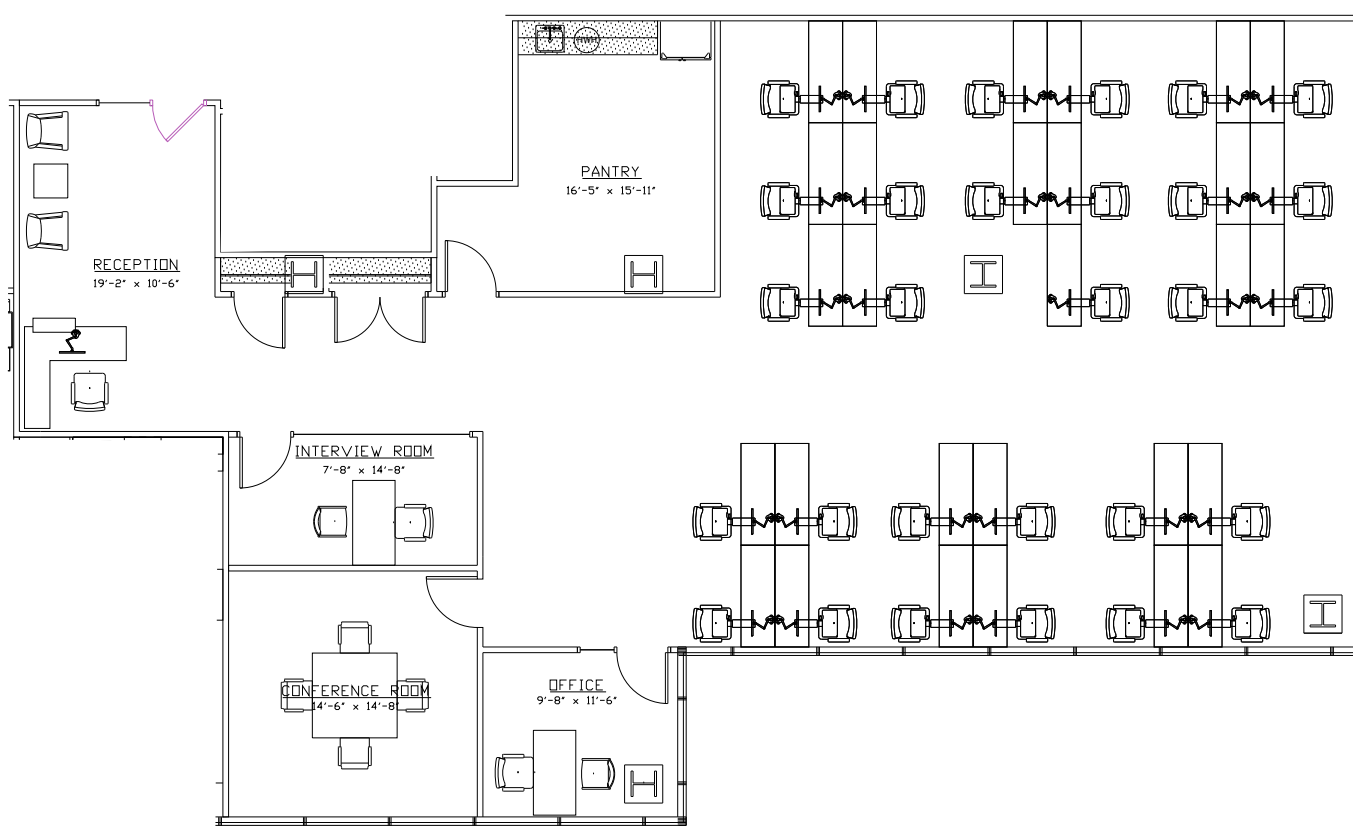 HWH
PANTRY
16'-5" x 15'-11"
RECEPTION
19'-2" x 10'-6"
INTERVIEW ROOM
7'-8" x 14'-8"
CONFERENCE ROOM
14'-6" x 14'-8"
OFFICE
9'-8" x 11'-6"